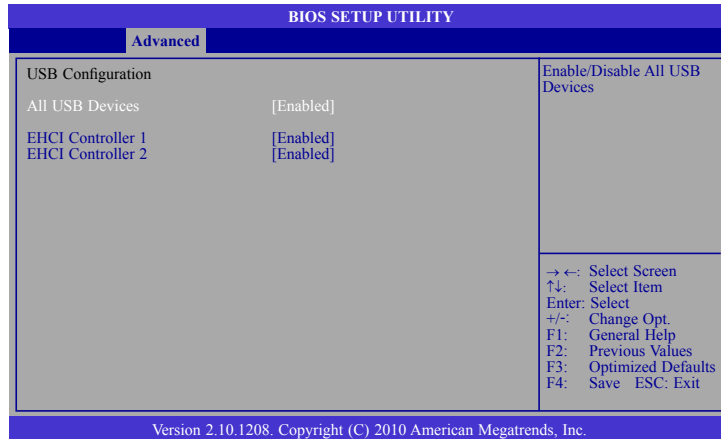 BIOS SETUP UTILITY
Advanced
USB Configuration
All USB Devices [Enabled]
EHCI Controller 1 [Enabled]
EHCI Controller 2 [Enabled]
Enable/Disable All USB
Devices
→ ←: Select Screen
↑↓: Select Item
Enter: Select
+/-: Change Opt.
F1: General Help
F2: Previous Values
F3: Optimized Defaults
F4: Save ESC: Exit
Version 2.10.1208. Copyright (C) 2010 American Megatrends, Inc.